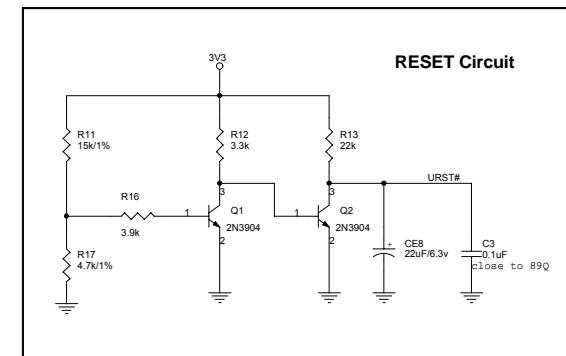 RESET Circuit
3V3
R11
15k/1%
R12
3.3k
R13
22k
URST#
R16
3.9k
1
3
Q1
2N3904
2
1
3
Q2
2N3904
2
R17
4.7k/1%
+
CE8
22uF/6.3v
C3
0.1uF
close to 89Q